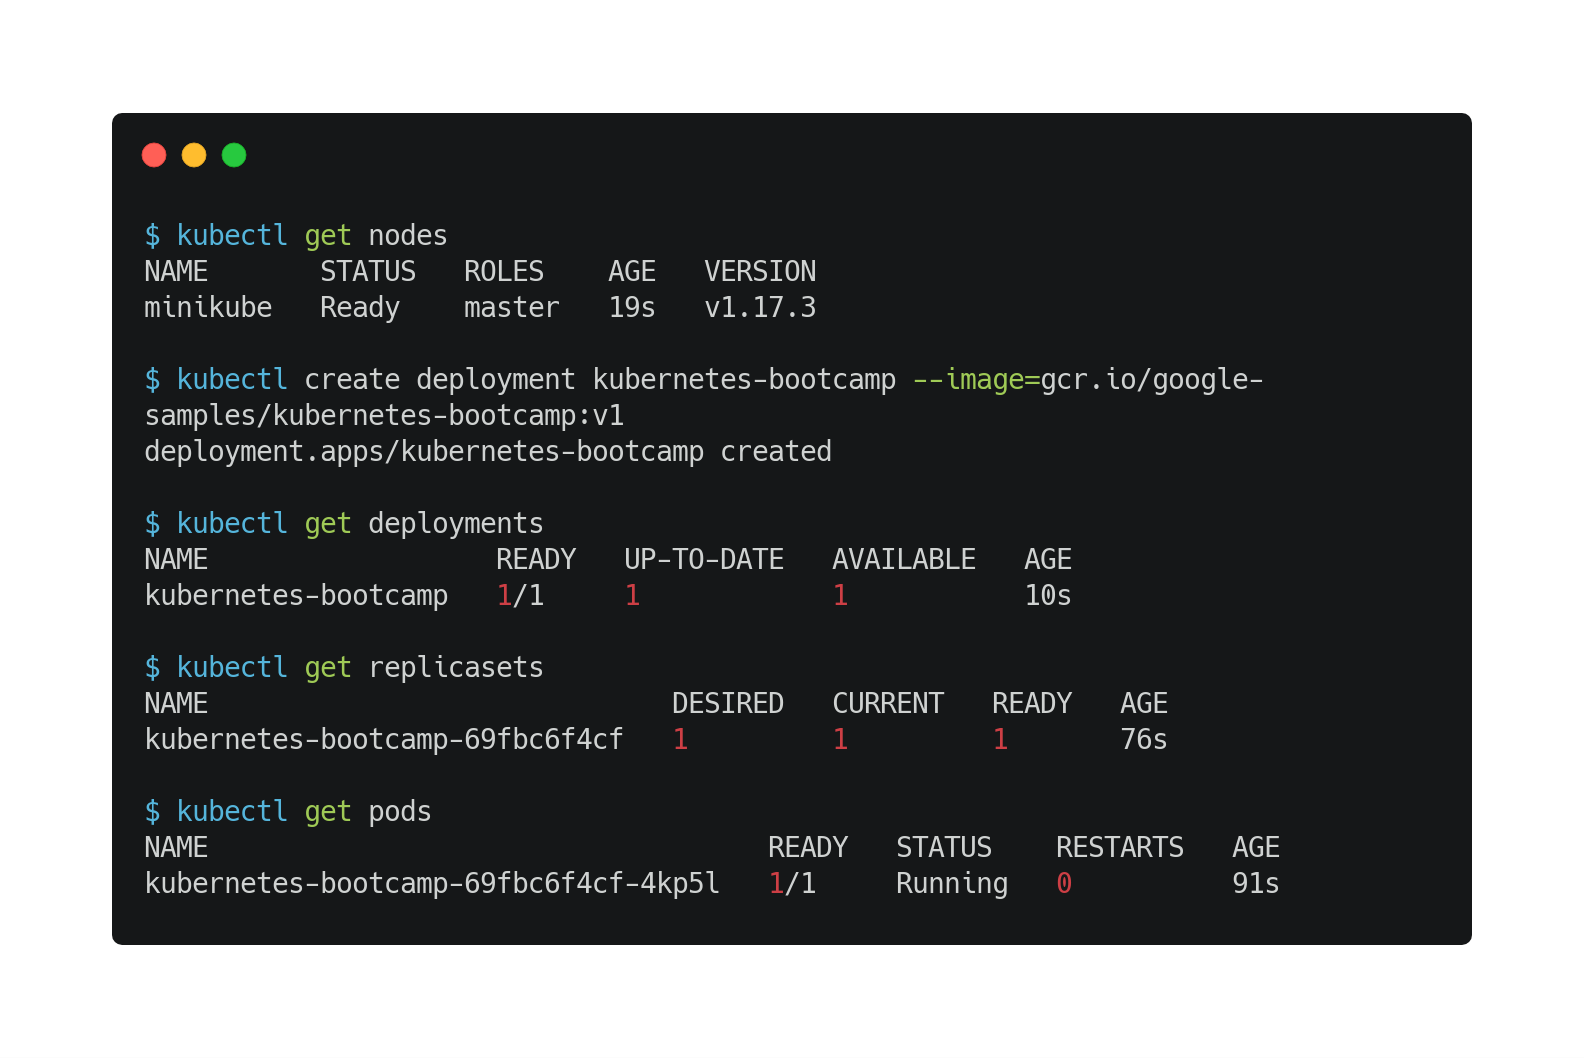 $ kubectl get nodes
NAME       STATUS   ROLES    AGE   VERSION
minikube   Ready    master   19s   v1.17.3
$ kubectl create deployment kubernetes-bootcamp --image=gcr.io/google-
samples/kubernetes-bootcamp:v1
deployment.apps/kubernetes-bootcamp created
$ kubectl get deployments
NAME                  READY   UP-TO-DATE   AVAILABLE   AGE
kubernetes-bootcamp   1/1     1            1           10s
$ kubectl get replicasets
NAME                             DESIRED   CURRENT   READY   AGE
kubernetes-bootcamp-69fbc6f4cf   1         1         1       76s
$ kubectl get pods
NAME                                   READY   STATUS    RESTARTS   AGE
kubernetes-bootcamp-69fbc6f4cf-4kp5l   1/1     Running   0          91s